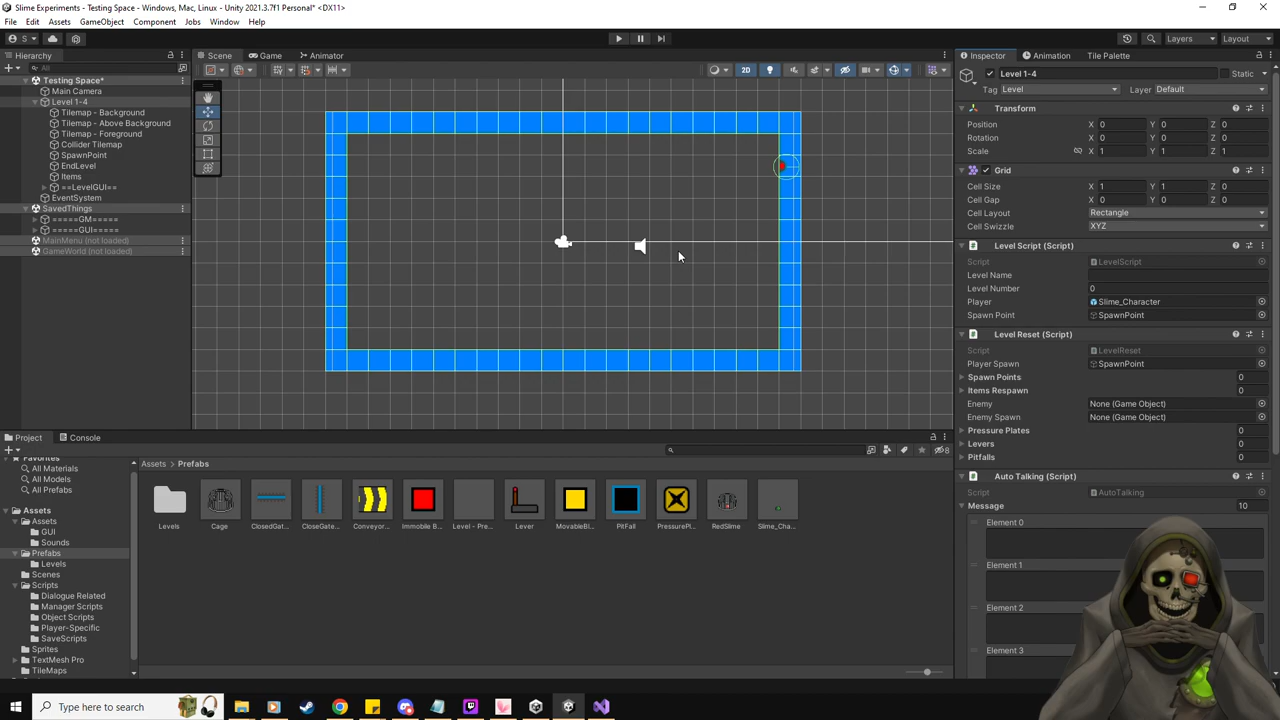 Slime Experiments - Testing Space - Windows, Mac, Linux - Unity 2021.3.7f1 Personal* <DX11>
File Edit Assets GameObject Component Jobs Window Help
S
Layers Layout
Hierarchy
Scene Game Animator
Inspector Animation Tile Palette
All
2D
Testing Space*
Main Camera
Level 1-4
Tilemap - Background
Tilemap - Above Background
Tilemap - Foreground
Collider Tilemap
SpawnPoint
EndLevel
Items
==LevelGUI==
EventSystem
SavedThings
=====GM=====
=====GUI=====
MainMenu (not loaded)
GameWorld (not loaded)
Level 1-4 Static
Tag Level Layer Default
Transform
Position X 0 Y 0 Z 0
Rotation X 0 Y 0 Z 0
Scale X 1 Y 1 Z 1
Grid
Cell Size X 1 Y 1 Z 0
Cell Gap X 0 Y 0 Z 0
Cell Layout Rectangle
Cell Swizzle XYZ
Level Script (Script)
Script LevelScript
Level Name
Level Number 0
Player Slime_Character
Spawn Point SpawnPoint
Level Reset (Script)
Script LevelReset
Player Spawn SpawnPoint
Spawn Points 0
Items Respawn 0
Enemy None (Game Object)
Enemy Spawn None (Game Object)
Pressure Plates 0
Levers 0
Pitfalls 0
Auto Talking (Script)
Script AutoTalking
Message 10
Element 0
Element 1
Element 2
Element 3
Project Console
8
Favorites
All Materials
All Models
All Prefabs
Assets
Assets
GUI
Sounds
Prefabs
Levels
Scenes
Scripts
Dialogue Related
Manager Scripts
Object Scripts
Player-Specific
SaveScripts
Sprites
TextMesh Pro
TileMaps
Assets > Prefabs
Levels Cage ClosedGat... CloseGate... Conveyor... Immobile B... Level - Pre... Lever MovableBl... PitFall PressurePl... RedSlime Slime_Cha...
Type here to search